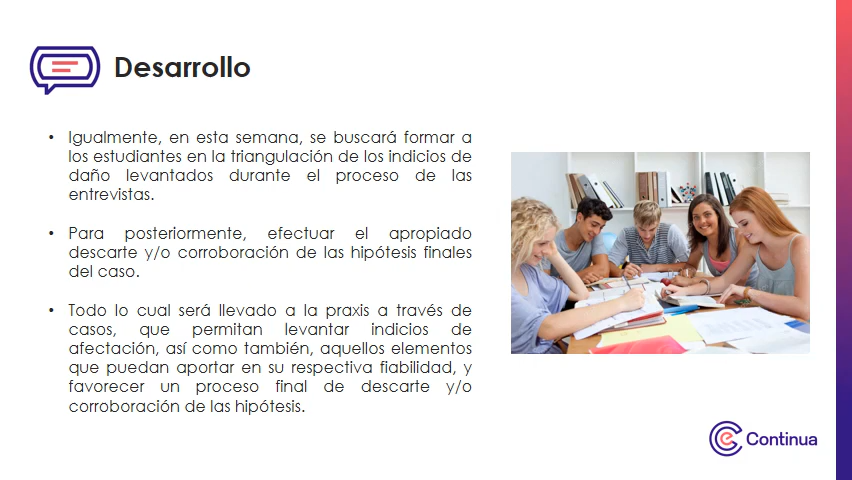 Desarrollo
• Igualmente, en esta semana, se buscará formar a
los estudiantes en la triangulación de los indicios de
daño levantados durante el proceso de las
entrevistas.
• Para posteriormente, efectuar el apropiado
descarte y/o corroboración de las hipótesis finales
del caso.
• Todo lo cual será llevado a la praxis a través de
casos, que permitan levantar indicios de
afectación, así como también, aquellos elementos
que puedan aportar en su respectiva fiabilidad, y
favorecer un proceso final de descarte y/o
corroboración de las hipótesis.
Continua